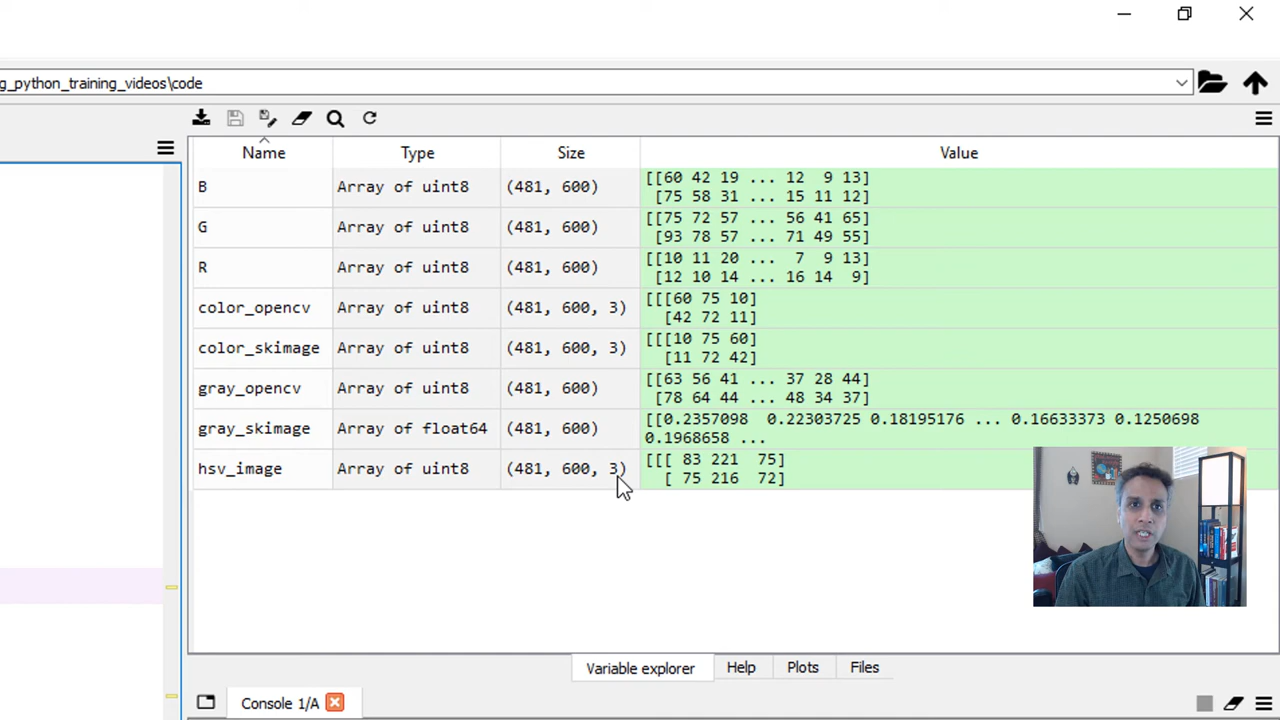 g_python_training_videos\code
Name Type Size Value
B Array of uint8 (481, 600) [[60 42 19 ... 12 9 13]
[75 58 31 ... 15 11 12]
G Array of uint8 (481, 600) [[75 72 57 ... 56 41 65]
[93 78 57 ... 71 49 55]
R Array of uint8 (481, 600) [[10 11 20 ... 7 9 13]
[12 10 14 ... 16 14 9]
color_opencv Array of uint8 (481, 600, 3) [[[60 75 10]
[42 72 11]
color_skimage Array of uint8 (481, 600, 3) [[[10 75 60]
[11 72 42]
gray_opencv Array of uint8 (481, 600) [[63 56 41 ... 37 28 44]
[78 64 44 ... 48 34 37]
gray_skimage Array of float64 (481, 600) [[0.2357098 0.22303725 0.18195176 ... 0.16633373 0.1250698
0.1968658 ...
hsv_image Array of uint8 (481, 600, 3) [[[ 83 221 75]
[ 75 216 72]
Variable explorer Help Plots Files
Console 1/A